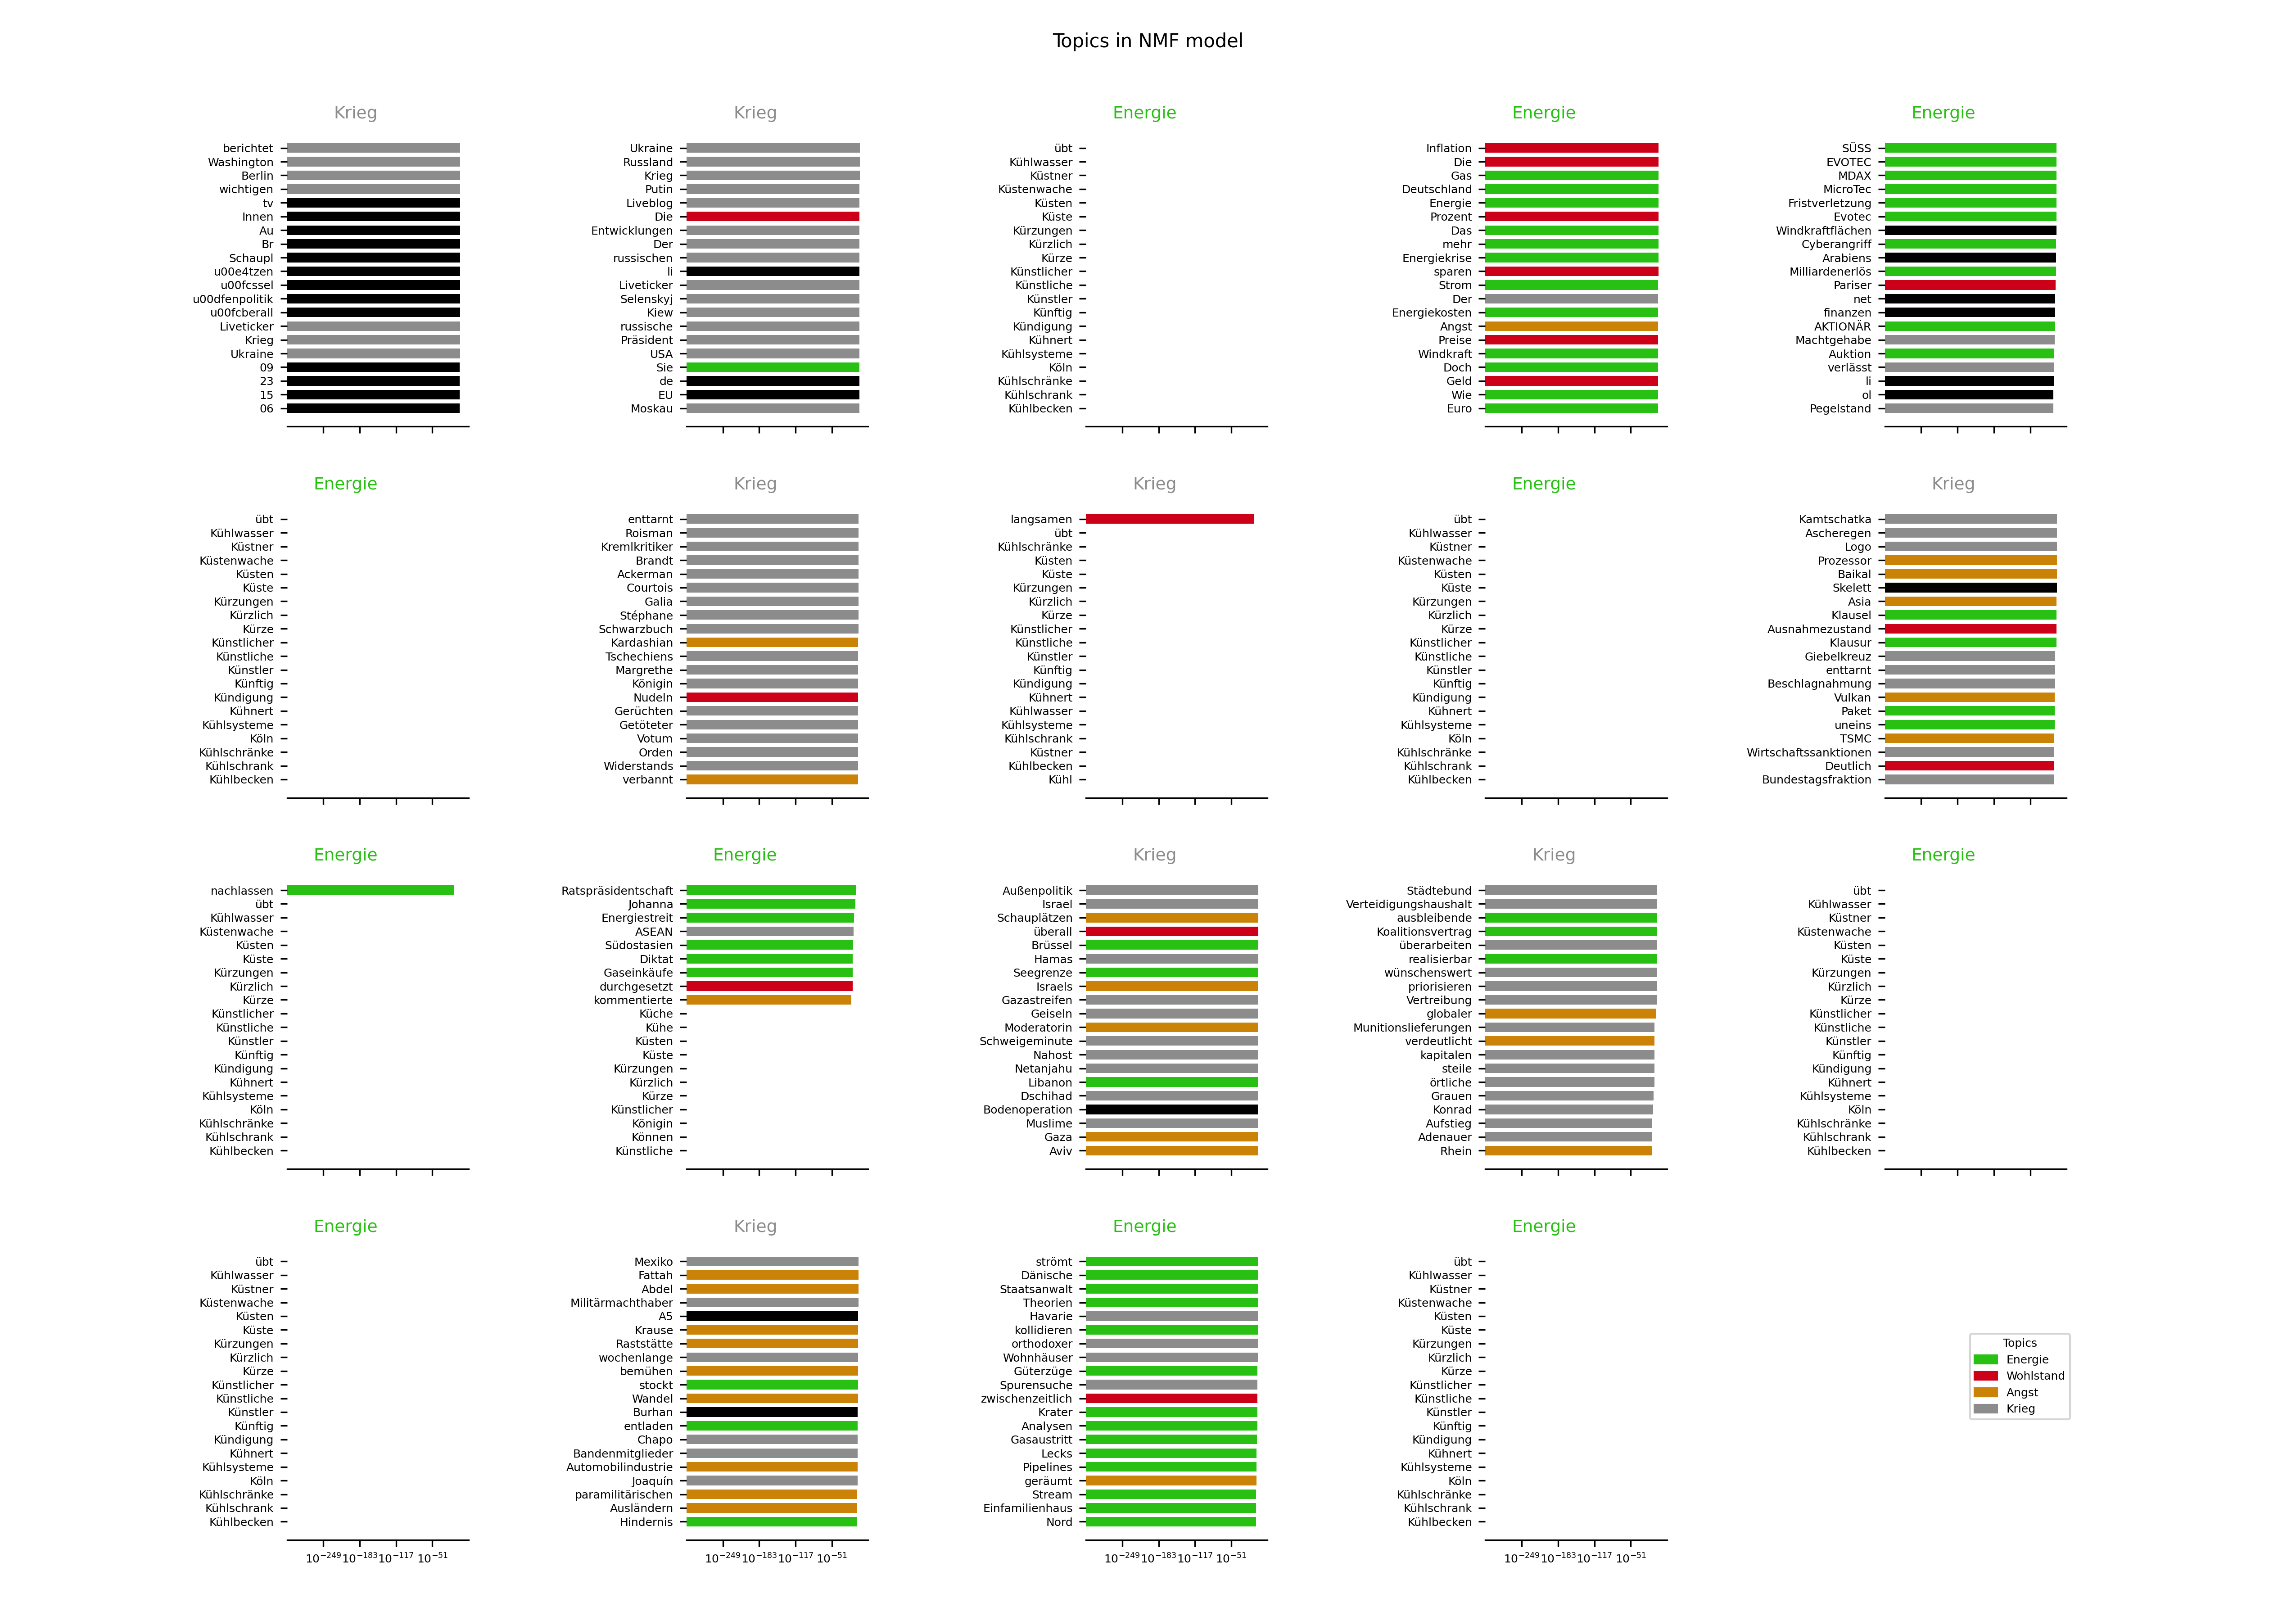 Topics in NMF model
Krieg
berichtet
Washington
Berlin
wichtigen
tv
Innen
Au
Br
Schaupl
u00e4tzen
u00fcssel
u00dfenpolitik
u00fcberall
Liveticker
Krieg
Ukraine
09
23
15
06
Krieg
Ukraine
Russland
Krieg
Putin
Liveblog
Die
Entwicklungen
Der
russischen
li
Liveticker
Selenskyj
Kiew
russische
Präsident
USA
Sie
de
EU
Moskau
Energie
übt
Kühlwasser
Küstner
Küstenwache
Küsten
Küste
Kürzungen
Kürzlich
Kürze
Künstlicher
Künstliche
Künstler
Künftig
Kündigung
Kühnert
Kühlsysteme
Köln
Kühlschränke
Kühlschrank
Kühlbecken
Energie
Inflation
Die
Gas
Deutschland
Energie
Prozent
Das
mehr
Energiekrise
sparen
Strom
Der
Energiekosten
Angst
Preise
Windkraft
Doch
Geld
Wie
Euro
Energie
SÜSS
EVOTEC
MDAX
MicroTec
Fristverletzung
Evotec
Windkraftflächen
Cyberangriff
Arabiens
Milliardenerlös
Pariser
net
finanzen
AKTIONÄR
Machtgehabe
Auktion
verlässt
li
ol
Pegelstand
Energie
übt
Kühlwasser
Küstner
Küstenwache
Küsten
Küste
Kürzungen
Kürzlich
Kürze
Künstlicher
Künstliche
Künstler
Künftig
Kündigung
Kühnert
Kühlsysteme
Köln
Kühlschränke
Kühlschrank
Kühlbecken
Krieg
enttarnt
Roisman
Kremlkritiker
Brandt
Ackerman
Courtois
Galia
Stéphane
Schwarzbuch
Kardashian
Tschechiens
Margrethe
Königin
Nudeln
Gerüchten
Getöteter
Votum
Orden
Widerstands
verbannt
Krieg
langsamen
übt
Kühlschränke
Küsten
Küste
Kürzungen
Kürzlich
Kürze
Künstlicher
Künstliche
Künstler
Künftig
Kündigung
Kühnert
Kühlwasser
Kühlsysteme
Kühlschrank
Küstner
Kühlbecken
Kühl
Energie
übt
Kühlwasser
Küstner
Küstenwache
Küsten
Küste
Kürzungen
Kürzlich
Kürze
Künstlicher
Künstliche
Künstler
Künftig
Kündigung
Kühnert
Kühlsysteme
Köln
Kühlschränke
Kühlschrank
Kühlbecken
Krieg
Kamtschatka
Ascheregen
Logo
Prozessor
Baikal
Skelett
Asia
Klausel
Ausnahmezustand
Klausur
Giebelkreuz
enttarnt
Beschlagnahmung
Vulkan
Paket
uneins
TSMC
Wirtschaftssanktionen
Deutlich
Bundestagsfraktion
Energie
nachlassen
übt
Kühlwasser
Küstenwache
Küsten
Küste
Kürzungen
Kürzlich
Kürze
Künstlicher
Künstliche
Künstler
Künftig
Kündigung
Kühnert
Kühlsysteme
Köln
Kühlschränke
Kühlschrank
Kühlbecken
Energie
Ratspräsidentschaft
Johanna
Energiestreit
ASEAN
Südostasien
Diktat
Gaseinkäufe
durchgesetzt
kommentierte
Küche
Kühe
Küsten
Küste
Kürzungen
Kürzlich
Kürze
Künstlicher
Königin
Können
Künstliche
Krieg
Außenpolitik
Israel
Schauplätzen
überall
Brüssel
Hamas
Seegrenze
Israels
Gazastreifen
Geiseln
Moderatorin
Schweigeminute
Nahost
Netanjahu
Libanon
Dschihad
Bodenoperation
Muslime
Gaza
Aviv
Krieg
Städtebund
Verteidigungshaushalt
ausbleibende
Koalitionsvertrag
überarbeiten
realisierbar
wünschenswert
priorisieren
Vertreibung
globaler
Munitionslieferungen
verdeutlicht
kapitalen
steile
örtliche
Grauen
Konrad
Aufstieg
Adenauer
Rhein
Energie
übt
Kühlwasser
Küstner
Küstenwache
Küsten
Küste
Kürzungen
Kürzlich
Kürze
Künstlicher
Künstliche
Künstler
Künftig
Kündigung
Kühnert
Kühlsysteme
Köln
Kühlschränke
Kühlschrank
Kühlbecken
Energie
übt
Kühlwasser
Küstner
Küstenwache
Küsten
Küste
Kürzungen
Kürzlich
Kürze
Künstlicher
Künstliche
Künstler
Künftig
Kündigung
Kühnert
Kühlsysteme
Köln
Kühlschränke
Kühlschrank
Kühlbecken
10⁻²⁴⁹ 10⁻¹⁸³ 10⁻¹¹⁷ 10⁻⁵¹
Krieg
Mexiko
Fattah
Abdel
Militärmachthaber
A5
Krause
Raststätte
wochenlange
bemühen
stockt
Wandel
Burhan
entladen
Chapo
Bandenmitglieder
Automobilindustrie
Joaquín
paramilitärischen
Ausländern
Hindernis
10⁻²⁴⁹ 10⁻¹⁸³ 10⁻¹¹⁷ 10⁻⁵¹
Energie
strömt
Dänische
Staatsanwalt
Theorien
Havarie
kollidieren
orthodoxer
Wohnhäuser
Güterzüge
Spurensuche
zwischenzeitlich
Krater
Analysen
Gasaustritt
Lecks
Pipelines
geräumt
Stream
Einfamilienhaus
Nord
10⁻²⁴⁹ 10⁻¹⁸³ 10⁻¹¹⁷ 10⁻⁵¹
Energie
übt
Kühlwasser
Küstner
Küstenwache
Küsten
Küste
Kürzungen
Kürzlich
Kürze
Künstlicher
Künstliche
Künstler
Künftig
Kündigung
Kühnert
Kühlsysteme
Köln
Kühlschränke
Kühlschrank
Kühlbecken
10⁻²⁴⁹ 10⁻¹⁸³ 10⁻¹¹⁷ 10⁻⁵¹
Topics
Energie
Wohlstand
Angst
Krieg